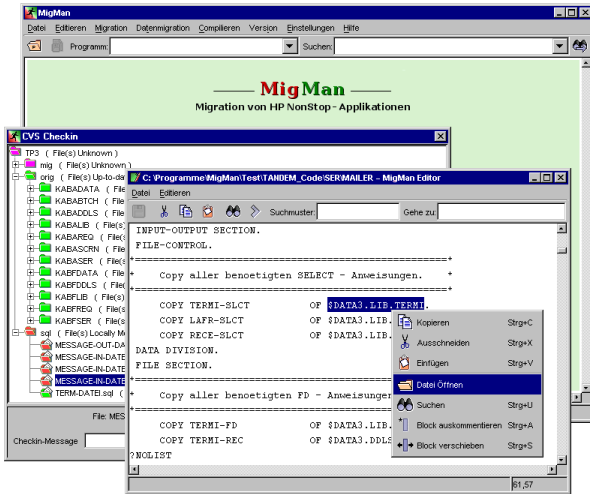 MigMan
Datei Editieren Migration Datenmigration Compilieren Version Einstellungen Hilfe
Programm: Suchen:
MigMan
Migration von HP NonStop-Applikationen
CVS Checkin
TP3 ( File(s) Unknown )
mig ( File(s) Unknown )
orig ( File(s) Up-to-da
KABADATA ( File
KABABTCH ( File
KABADDLS ( File
KABALIB ( File(s)
KABAREQ ( File(
KABASCRN ( File
KABASER ( File(
KABFDATA ( File
KBFDDLS ( File(
KABFLIB ( File(s)
KABFREQ ( File(
KABFSER ( File(s
sql ( File(s) Locally Mo
MESSAGE-OUT-DA
MESSAGE-IN-DATE
MESSAGE-IN-DATE
MESSAGE-IN-DATE
TERM-DATEI.sql (
File: MES
Checkin-Message
C:\Programme\MigMan\Test\TANDEM_Code\SER\MAILER - MigMan Editor
Datei Editieren
Suchmuster: Gehe zu:
INPUT-OUTPUT SECTION.
FILE-CONTROL.
*================================================*
* Copy aller benoetigten SELECT - Anweisungen. *
*================================================*
COPY TERMI-SLCT OF $DATA3.LIB.TERMI.
COPY LAFR-SLCT OF $DATA3.LIB.
COPY RECE-SLCT OF $DATA3.LIB.
DATA DIVISION.
FILE SECTION.
*================================================
* Copy aller benoetigten FD - Anweisungen
*================================================
COPY TERMI-FD OF $DATA3.LIB.
COPY TERMI-REC OF $DATA3.DDLS
?NOLIST
61,57
Kopieren Strg+C
Ausschneiden Strg+X
Einfügen Strg+V
Datei Öffnen
Suchen Strg+U
Block auskommentieren Strg+A
Block verschieben Strg+S